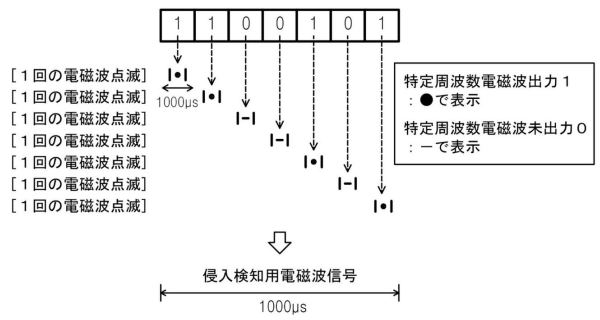 1 1 0 0 1 0 1
[1回の電磁波点滅]
[1回の電磁波点滅]
[1回の電磁波点滅]
[1回の電磁波点滅]
[1回の電磁波点滅]
[1回の電磁波点滅]
[1回の電磁波点滅]
1000μs
特定周波数電磁波出力1
:●で表示
特定周波数電磁波未出力0
:−で表示
侵入検知用電磁波信号
1000μs